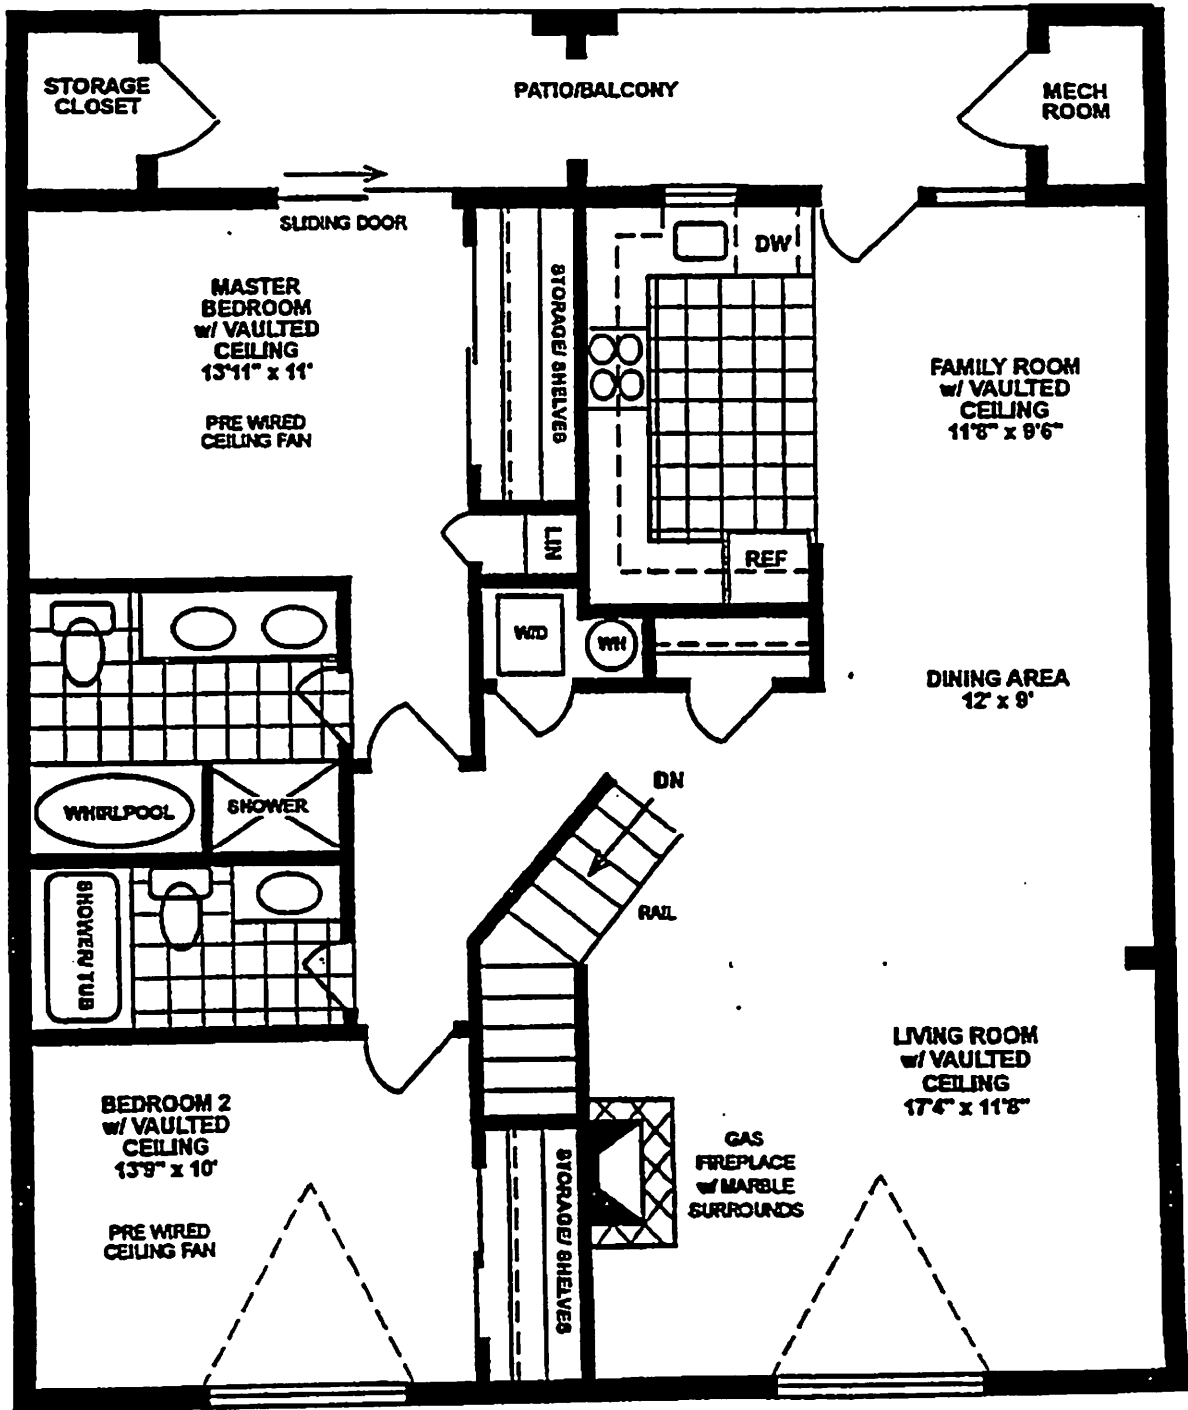 STORAGE
CLOSET
PATIO/BALCONY
MECH
ROOM
SLIDING DOOR
MASTER
BEDROOM
w/ VAULTED
CEILING
13'11" x 11'
PRE WIRED
CEILING FAN
STORAGE/ SHELVES
DW
FAMILY ROOM
w/ VAULTED
CEILING
11'8" x 9'6"
LIN
REF
W/D
WH
DINING AREA
12' x 9'
WHIRLPOOL
SHOWER
DN
SHOWER/ TUB
RAIL
LIVING ROOM
w/ VAULTED
CEILING
17'4" x 11'8"
BEDROOM 2
w/ VAULTED
CEILING
13'9" x 10'
PRE WIRED
CEILING FAN
STORAGE/ SHELVES
GAS
FIREPLACE
w/ MARBLE
SURROUNDS